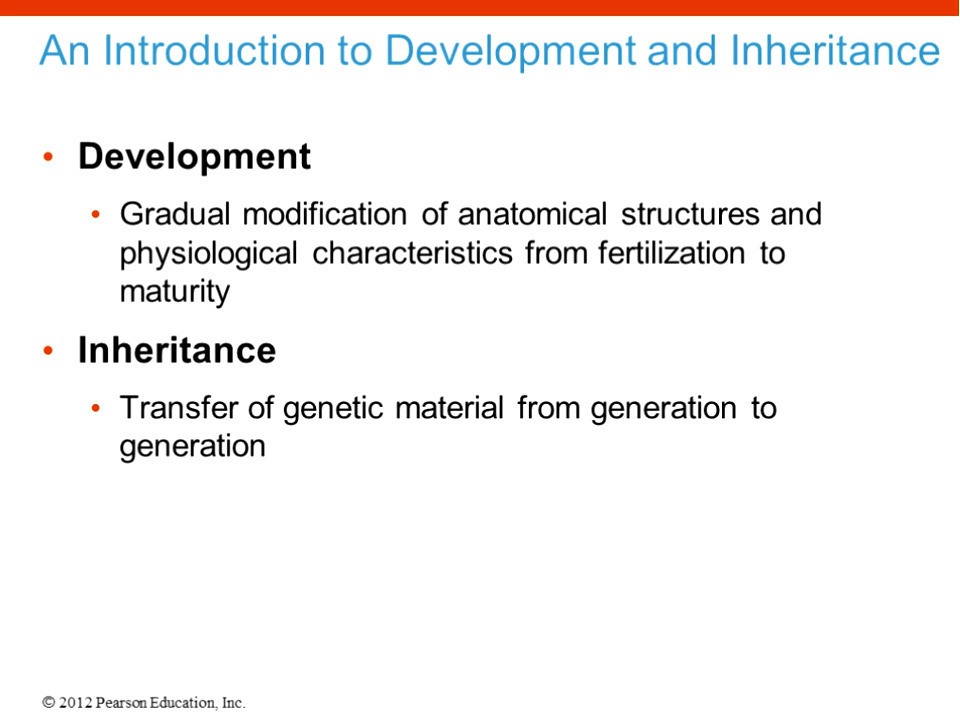 An Introduction to Development and Inheritance
• Development
• Gradual modification of anatomical structures and
physiological characteristics from fertilization to
maturity
• Inheritance
• Transfer of genetic material from generation to
generation
© 2012 Pearson Education, Inc.